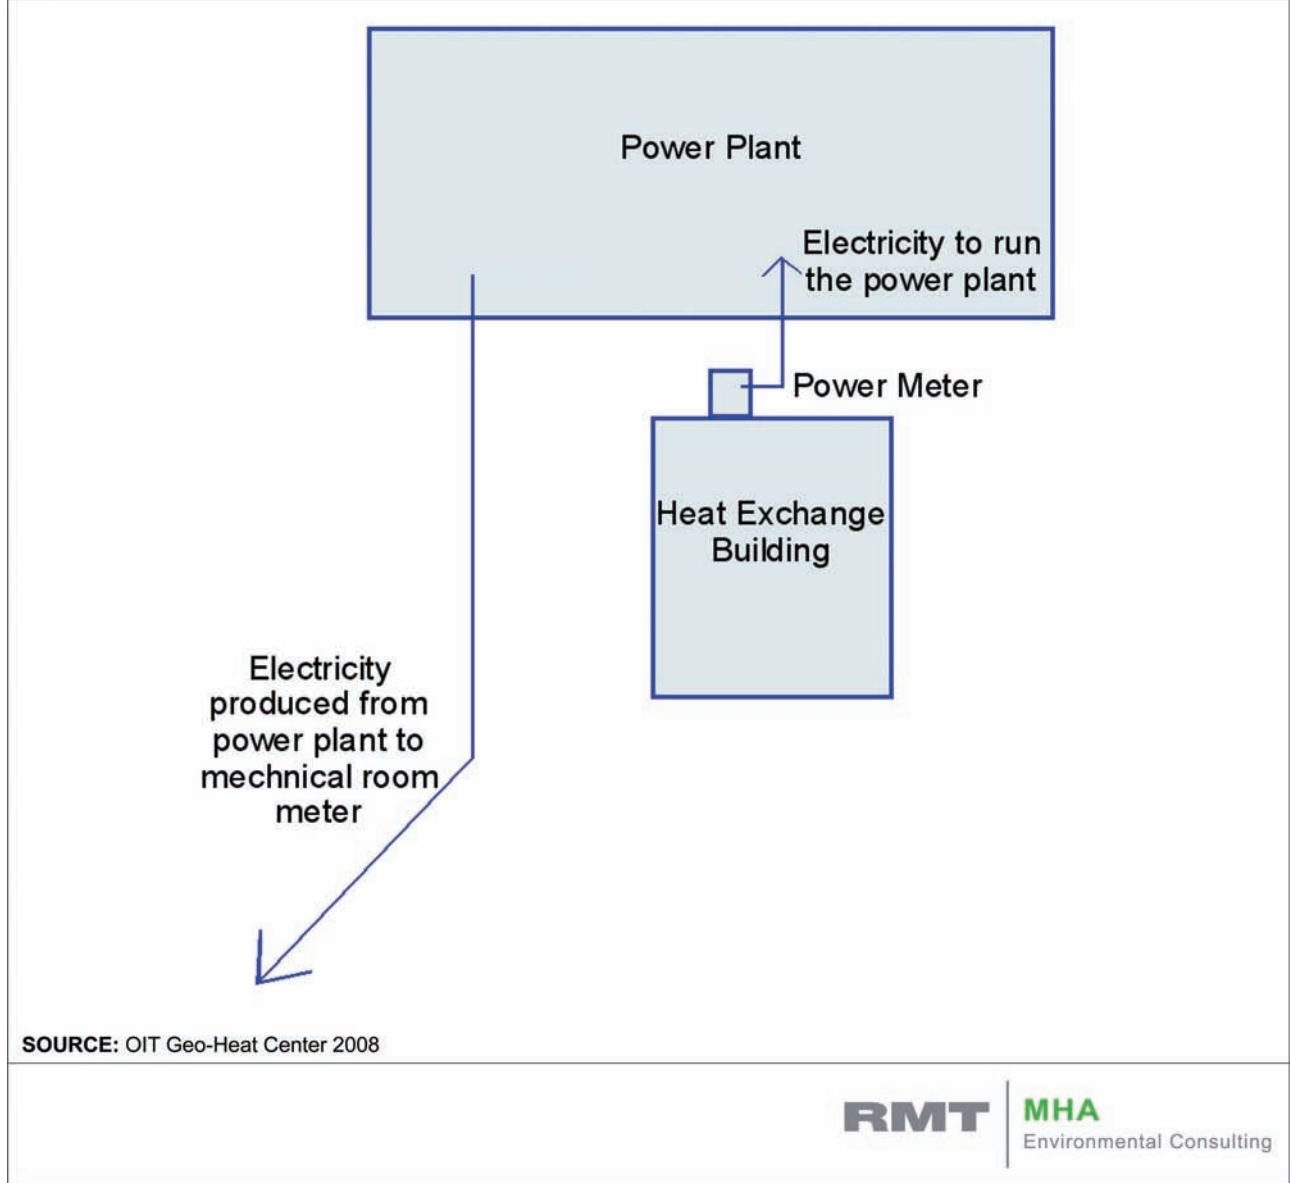 Power Plant
Electricity to run
the power plant
Power Meter
Heat Exchange
Building
Electricity
produced from
power plant to
mechnical room
meter
SOURCE: OIT Geo-Heat Center 2008
RMT
MHA
Environmental Consulting